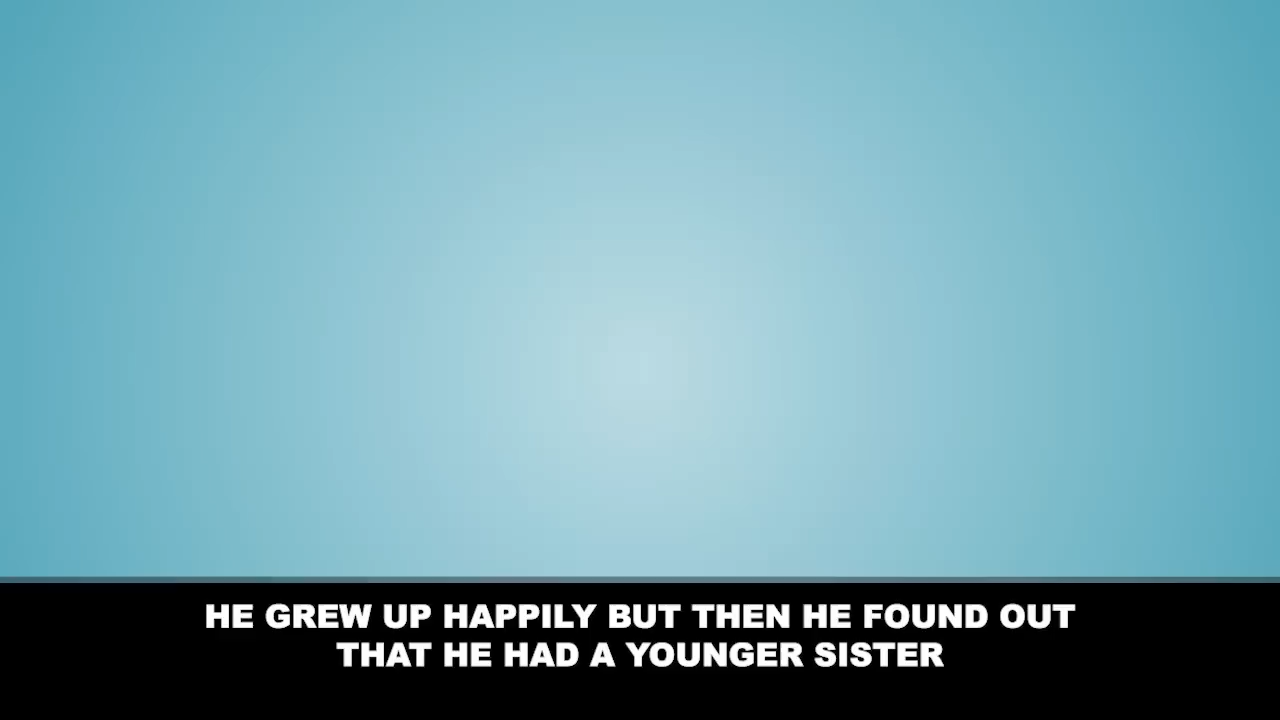 HE GREW UP HAPPILY BUT THEN HE FOUND OUT
THAT HE HAD A YOUNGER SISTER